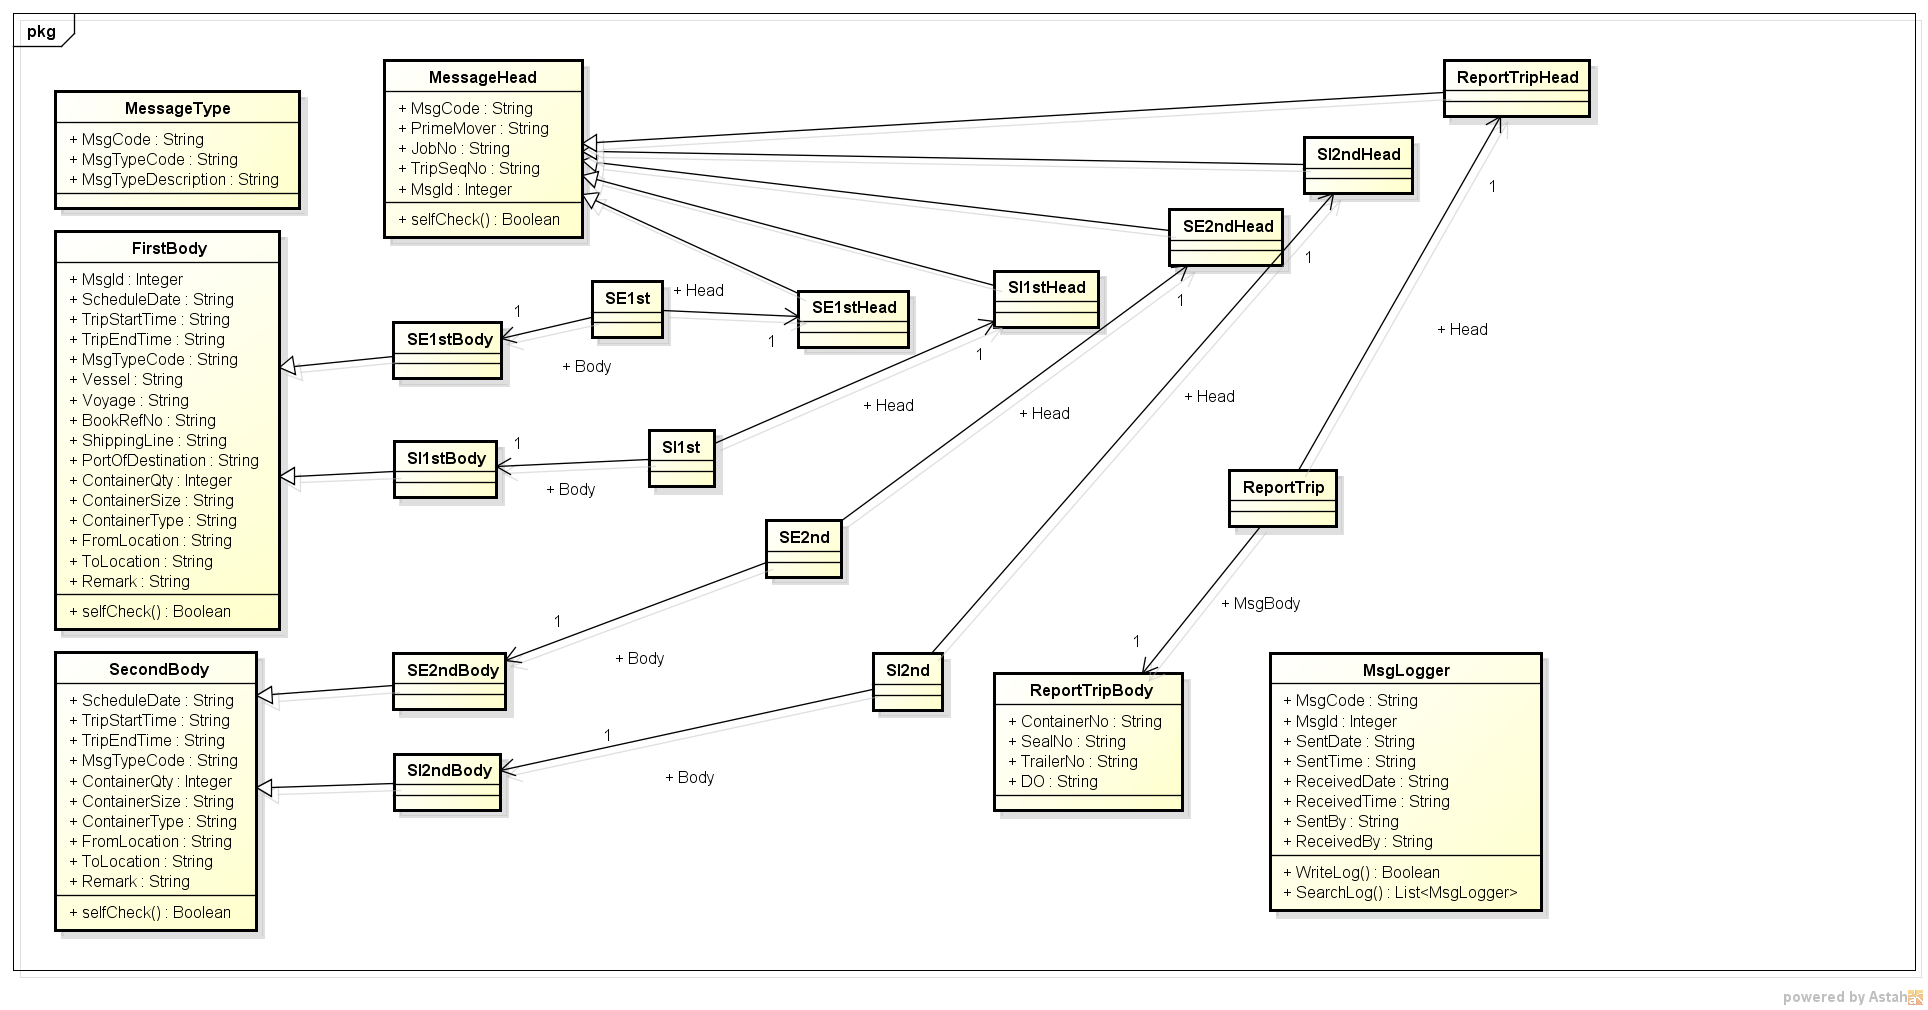 pkg
MessageType
+ MsgCode : String
+ MsgTypeCode : String
+ MsgTypeDescription : String
MessageHead
+ MsgCode : String
+ PrimeMover : String
+ JobNo : String
+ TripSeqNo : String
+ MsgId : Integer
+ selfCheck() : Boolean
ReportTripHead
SI2ndHead
SE2ndHead
SI1stHead
SE1stHead
1
1
1
1
1
FirstBody
+ MsgId : Integer
+ ScheduleDate : String
+ TripStartTime : String
+ TripEndTime : String
+ MsgTypeCode : String
+ Vessel : String
+ Voyage : String
+ BookRefNo : String
+ ShippingLine : String
+ PortOfDestination : String
+ ContainerQty : Integer
+ ContainerSize : String
+ ContainerType : String
+ FromLocation : String
+ ToLocation : String
+ Remark : String
+ selfCheck() : Boolean
SE1stBody
1
+ Body
SE1st
+ Head
SI1stBody
1
+ Body
SI1st
+ Head
SE2nd
+ Head
+ Head
+ Head
ReportTrip
+ MsgBody
1
SecondBody
+ ScheduleDate : String
+ TripStartTime : String
+ TripEndTime : String
+ MsgTypeCode : String
+ ContainerQty : Integer
+ ContainerSize : String
+ ContainerType : String
+ FromLocation : String
+ ToLocation : String
+ Remark : String
+ selfCheck() : Boolean
SE2ndBody
1
+ Body
SI2ndBody
1
+ Body
SI2nd
ReportTripBody
+ ContainerNo : String
+ SealNo : String
+ TrailerNo : String
+ DO : String
MsgLogger
+ MsgCode : String
+ MsgId : Integer
+ SentDate : String
+ SentTime : String
+ ReceivedDate : String
+ ReceivedTime : String
+ SentBy : String
+ ReceivedBy : String
+ WriteLog() : Boolean
+ SearchLog() : List<MsgLogger>
powered by Astah